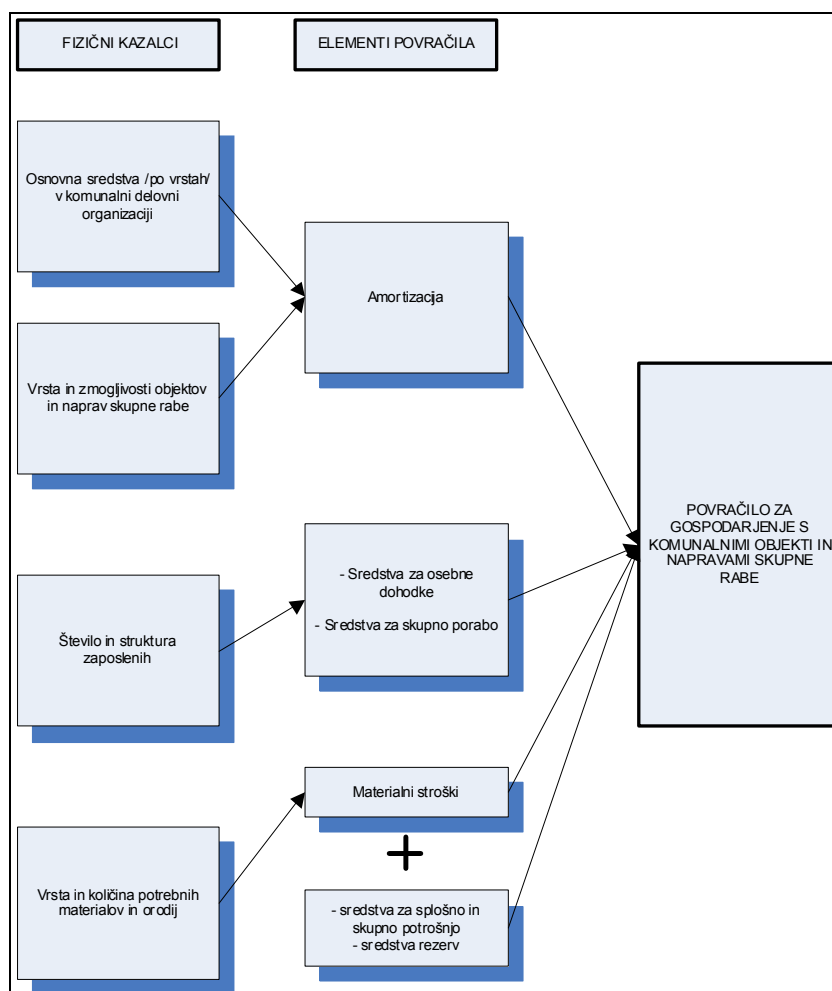 FIZIČNI KAZALCI
ELEMENTI POVRAČILA
Osnovna sredstva /po vrstah/
v komunalni delovni
organizaciji
Amortizacija
Vrsta in zmogljivosti objektov
in naprav skupne rabe
POVRAČILO ZA
GOSPODARJENJE S
KOMUNALNIMI OBJEKTI IN
NAPRAVAMI SKUPNE
RABE
- Sredstva za osebne
dohodke
- Sredstva za skupno porabo
Število in struktura
zaposlenih
Materialni stroški
+
Vrsta in količina potrebnih
materialov in orodij
- sredstva za splošno in
skupno potrošnjo
- sredstva rezerv